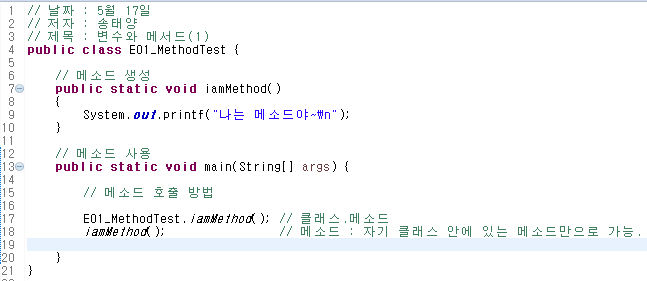 1 // 날짜 : 5월 17일
2 // 저자 : 송태양
3 // 제목 : 변수와 메서드(1)
4 public class E01_MethodTest {
5
6 // 메소드 생성
7 public static void iamMethod()
8 {
9 System.out.printf("나는 메소드야~₩n");
10 }
11
12 // 메소드 사용
13 public static void main(String[] args) {
14
15 // 메소드 호출 방법
16
17 E01_MethodTest.iamMethod(); // 클래스.메소드
18 iamMethod(); // 메소드 : 자기 클래스 안에 있는 메소드만으로 가능.
19
20 }
21 }